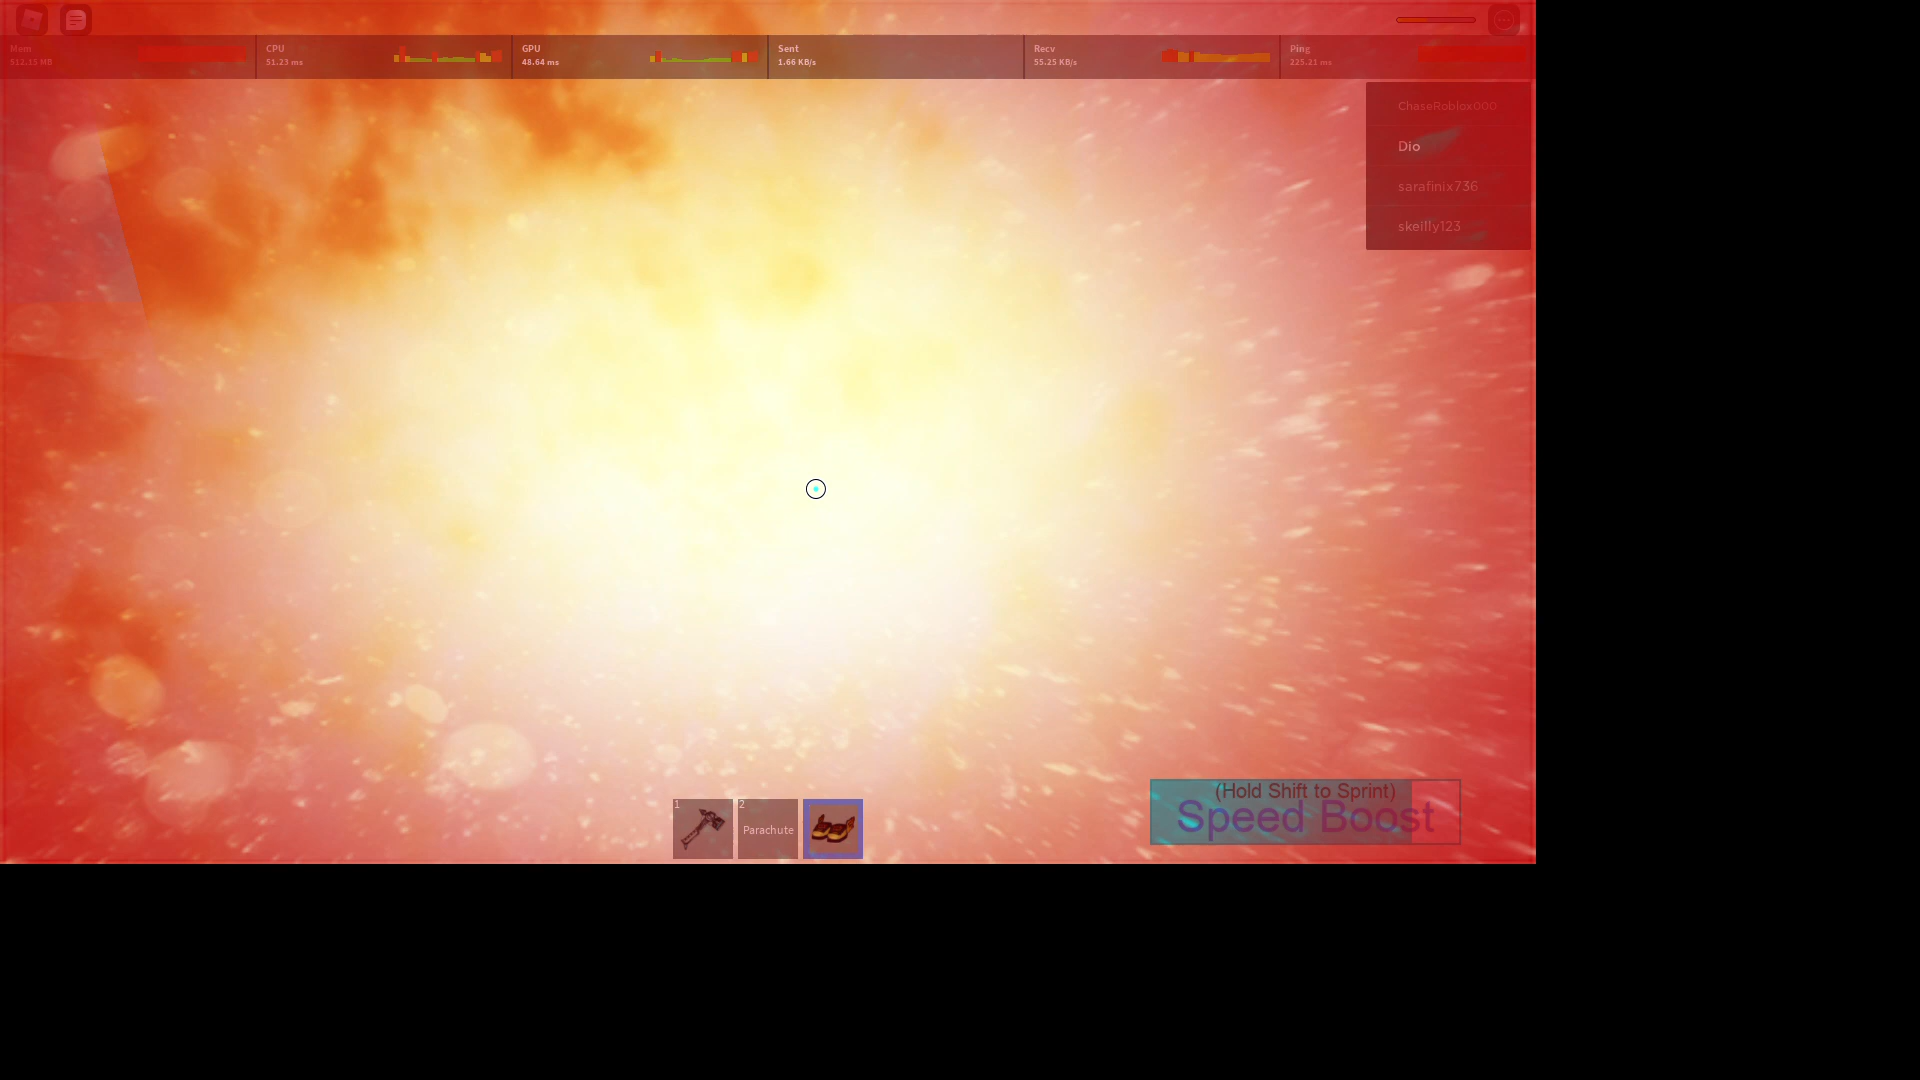 Mem
512.15 MB
CPU
51.23 ms
GPU
48.64 ms
Sent
1.66 KB/s
Recv
55.25 KB/s
Ping
225.21 ms
ChaseRoblox000
Dio
sarafinix736
skeilly123
(Hold Shift to Sprint)
Speed Boost
1
2
Parachute